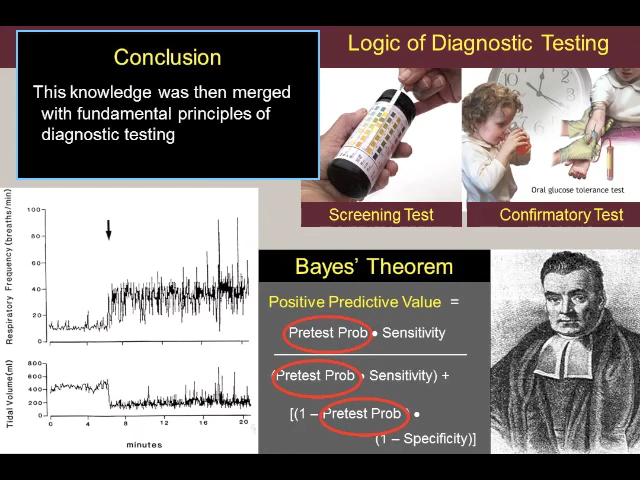 Conclusion
This knowledge was then merged
with fundamental principles of
diagnostic testing
Logic of Diagnostic Testing
Oral glucose tolerance test
Screening Test
Confirmatory Test
Respiratory Frequency (breaths/min)
100
80
60
40
20
0
Tidal Volume (ml)
800
600
400
200
0
0 4 8 12 16 20
minutes
Bayes’ Theorem
Positive Predictive Value =
Pretest Prob • Sensitivity
(Pretest Prob • Sensitivity) +
[(1 – Pretest Prob) •
(1 – Specificity)]